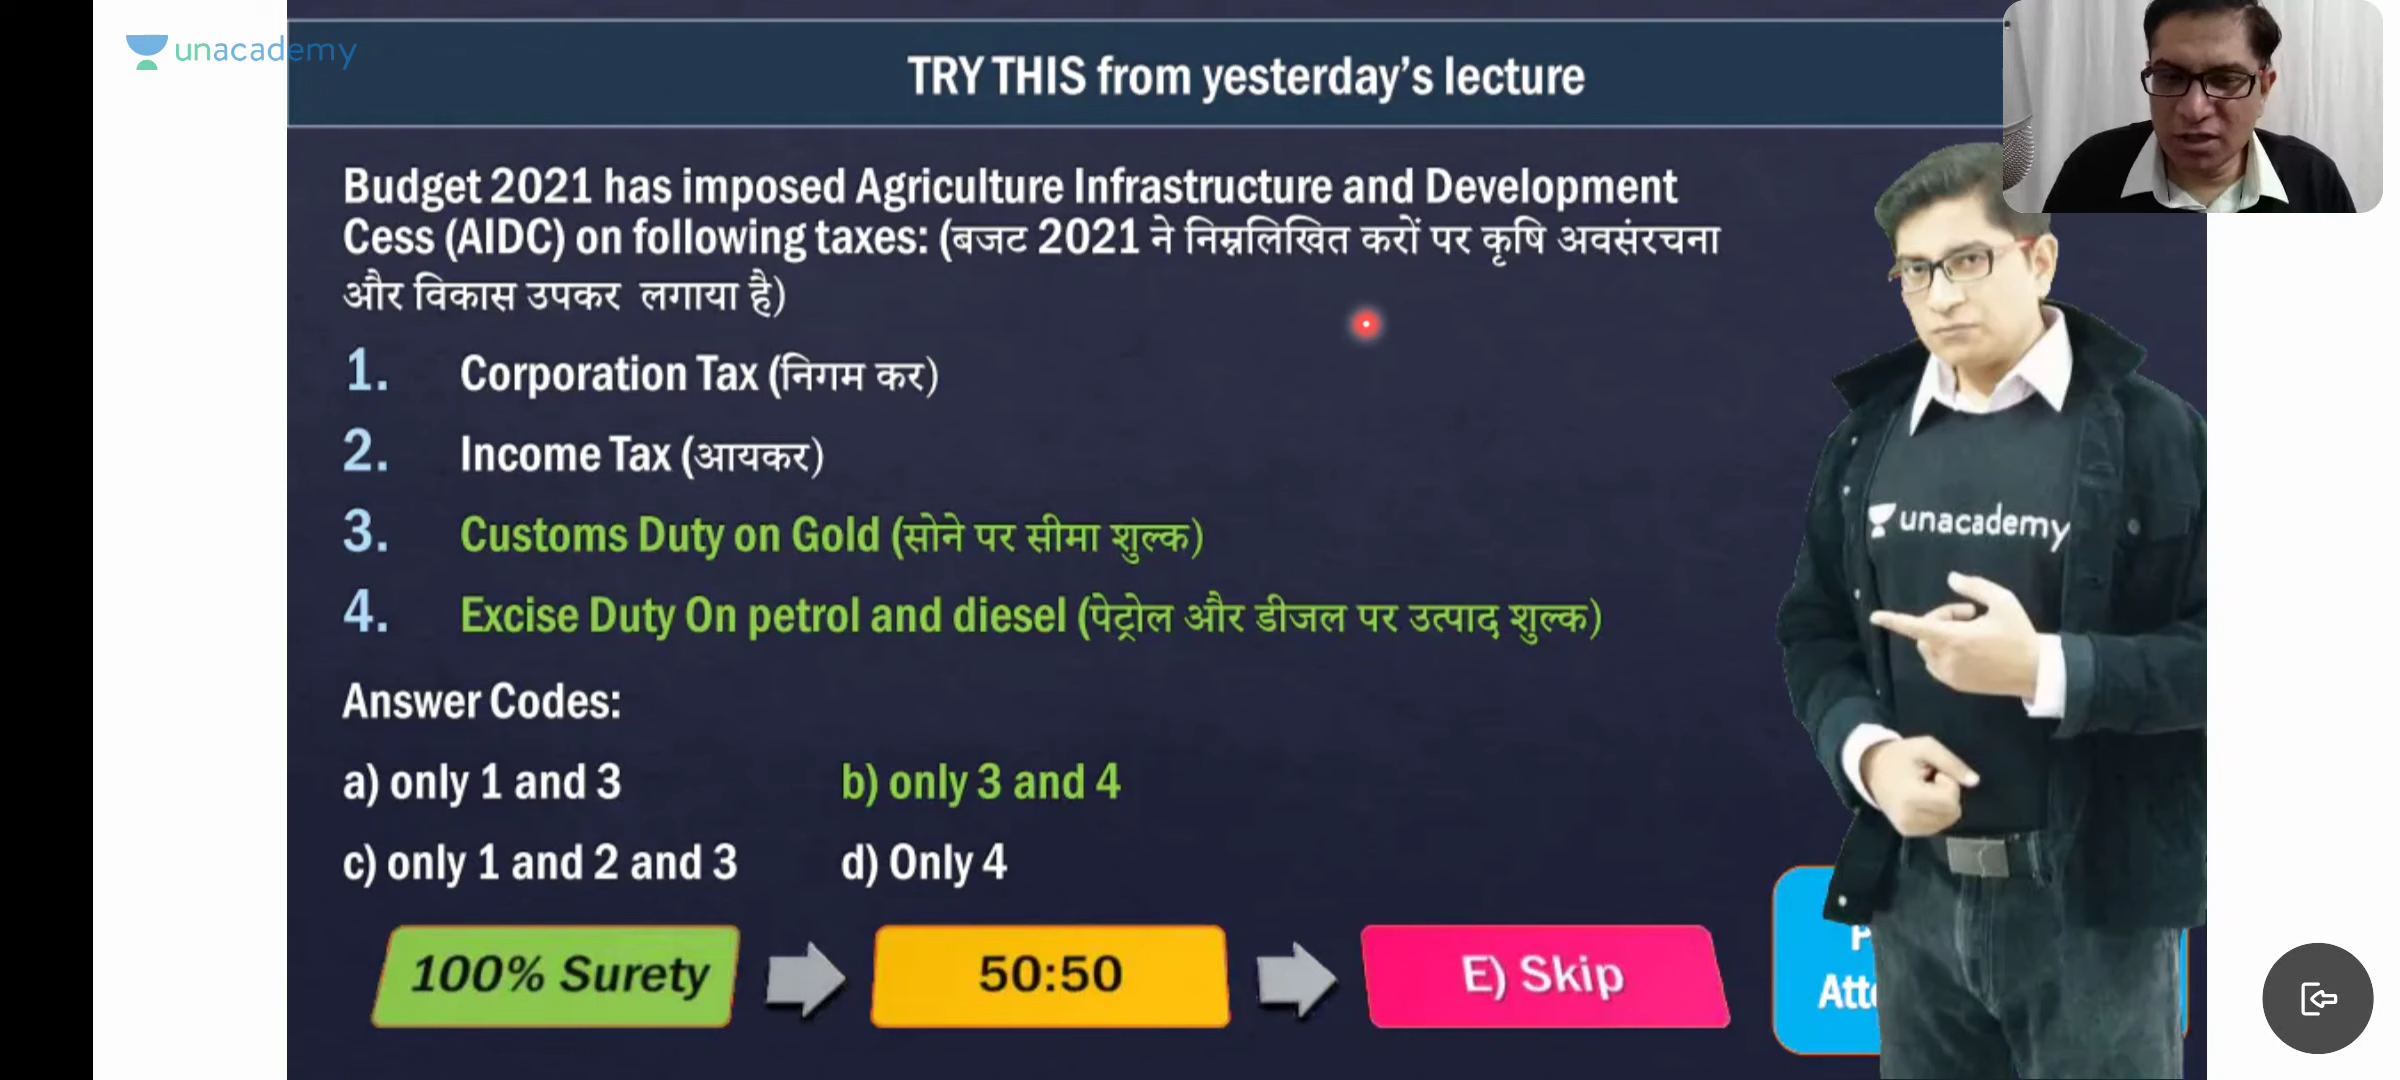 unacademy
TRY THIS from yesterday's lecture
Budget 2021 has imposed Agriculture Infrastructure and Development
Cess (AIDC) on following taxes: (बजट 2021 ने निम्नलिखित करों पर कृषि अवसंरचना
और विकास उपकर लगाया है)
1. Corporation Tax (निगम कर)
2. Income Tax (आयकर)
3. Customs Duty on Gold (सोने पर सीमा शुल्क)
4. Excise Duty On petrol and diesel (पेट्रोल और डीजल पर उत्पाद शुल्क)
unacademy
Answer Codes:
a) only 1 and 3 b) only 3 and 4
c) only 1 and 2 and 3 d) Only 4
100% Surety 50:50 E) Skip